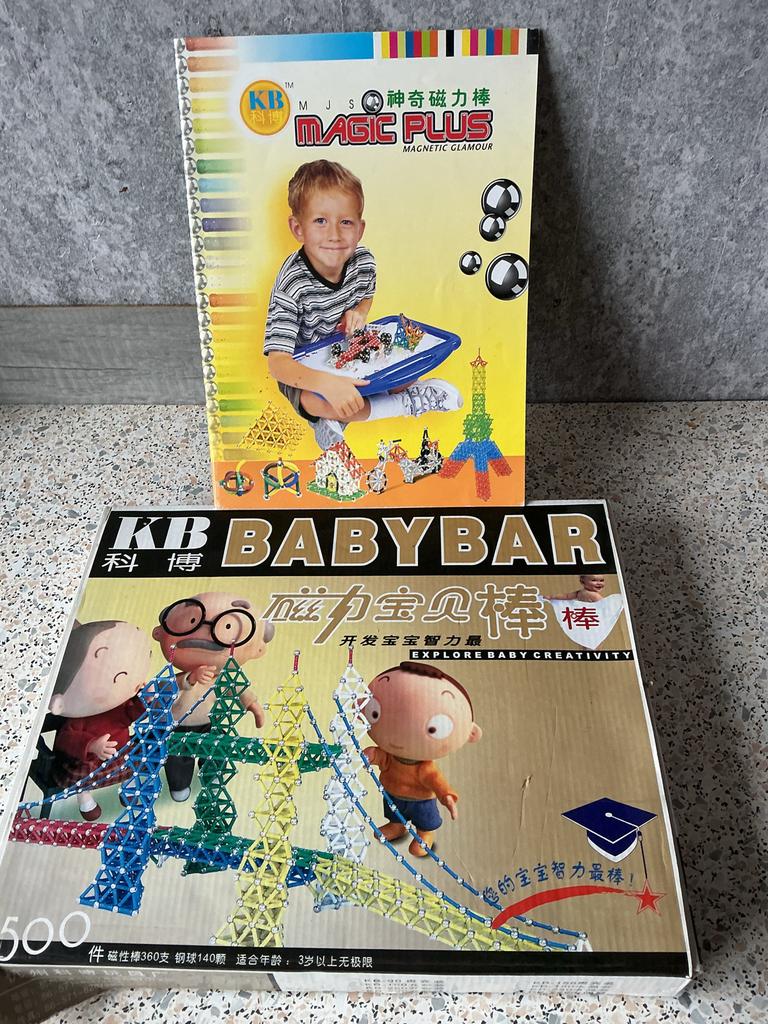 KB
科博
TM
M J S 神奇磁力棒
MAGIC PLUS
MAGNETIC GLAMOUR
KB
科 博
BABYBAR
磁力宝贝棒
棒
开发宝宝智力最
EXPLORE BABY CREATIVITY
您的宝宝智力最棒!
500
件 磁性棒360支 钢球140颗 适合年龄:3岁以上无极限